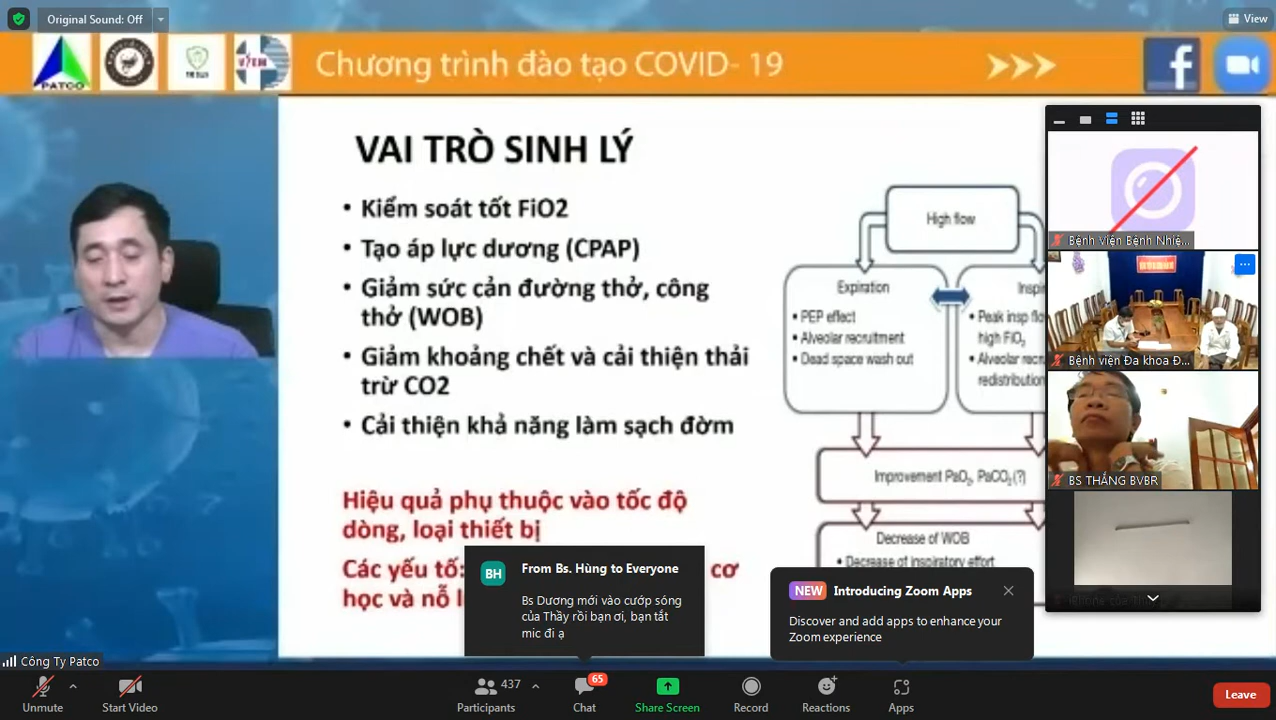 Original Sound: Off
View
PATCO
VSEM
Chương trình đào tạo COVID- 19
VAI TRÒ SINH LÝ
• Kiểm soát tốt FiO2
• Tạo áp lực dương (CPAP)
• Giảm sức cản đường thở, công
thở (WOB)
• Giảm khoảng chết và cải thiện thải
trừ CO2
• Cải thiện khả năng làm sạch đờm
Hiệu quả phụ thuộc vào tốc độ
dòng, loại thiết bị
Các yếu tố: cơ
học và nỗ
High flow
Expiration
• PEP effect
• Alveolar recruitment
• Dead space wash out
Inspi
• Peak insp flo
high FiO₂
• Alveolar recr
redistribution
Improvement PaO₂, PaCO₂(?)
Decrease of WOB
• Decrease of inspiratory effort
Bệnh Viện Bệnh Nhiệ...
Bệnh viện Đa khoa Đ...
BS THẮNG BVBR
BH
From Bs. Hùng to Everyone
Bs Dương mới vào cướp sóng
của Thầy rồi bạn ơi, bạn tắt
mic đi ạ
NEW Introducing Zoom Apps
Discover and add apps to enhance your
Zoom experience
Công Ty Patco
Unmute
Start Video
437
Participants
65
Chat
Share Screen
Record
Reactions
Apps
Leave